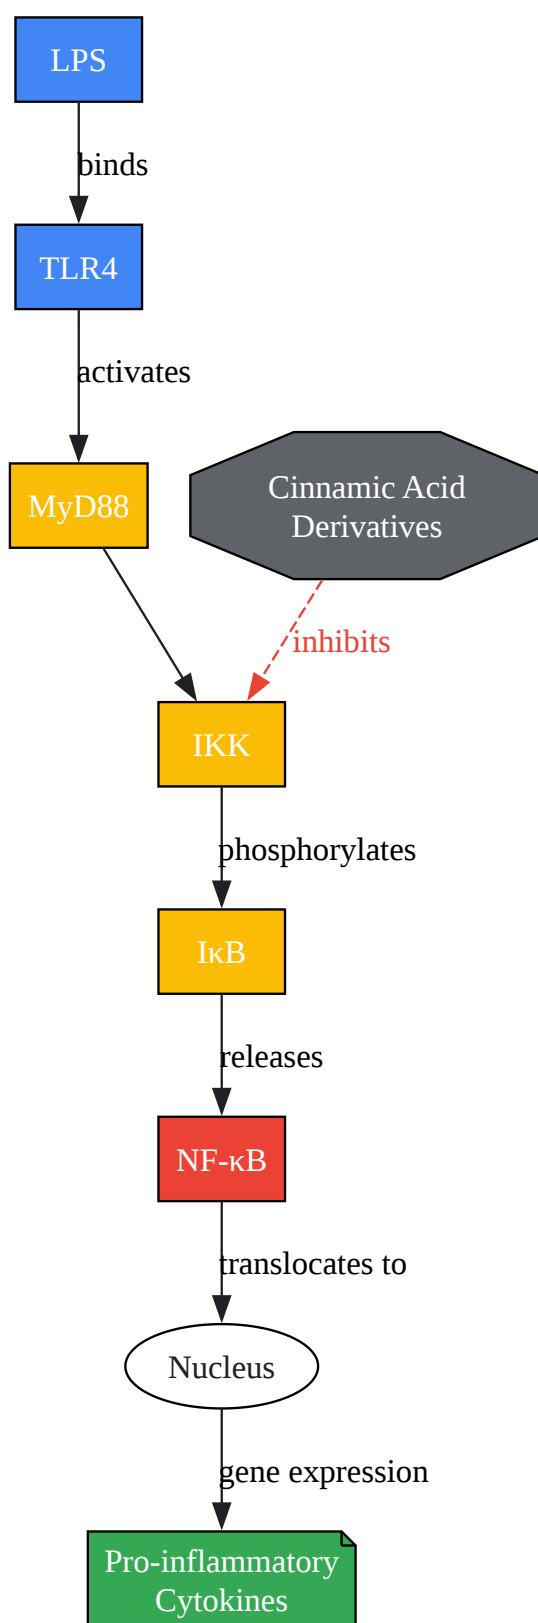 LPS
binds
TLR4
activates
MyD88
Cinnamic Acid
Derivatives
inhibits
IKK
phosphorylates
IκB
releases
NF-κB
translocates to
Nucleus
gene expression
Pro-inflammatory
Cytokines